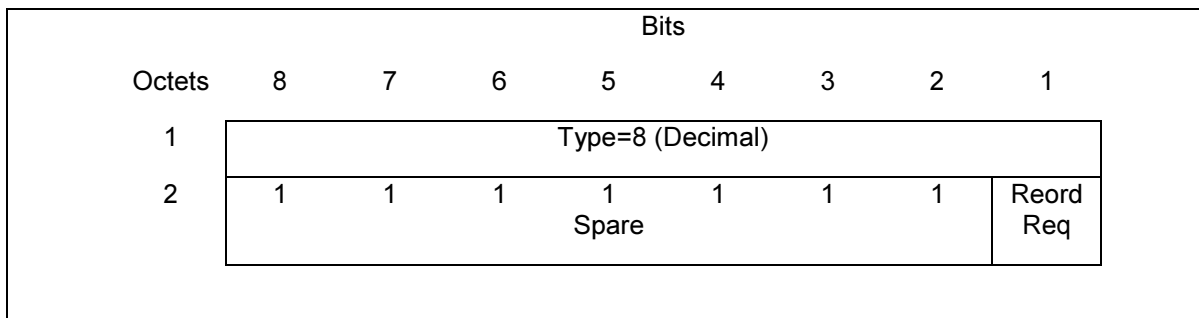 Bits
Octets 8 7 6 5 4 3 2 1
1 Type=8 (Decimal)
2 1 1 1 1 1 1 1 Reord
Spare Req